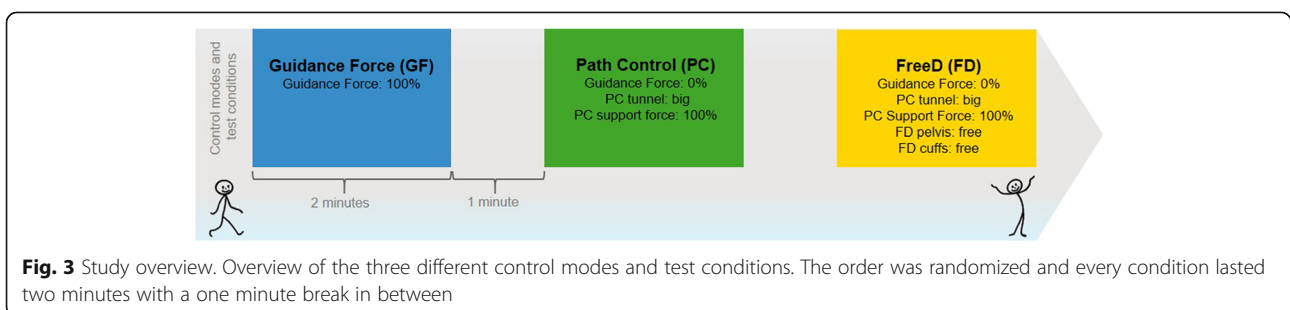 Control modes and
test conditions
Guidance Force (GF)
Guidance Force: 100%
Path Control (PC)
Guidance Force: 0%
PC tunnel: big
PC support force: 100%
FreeD (FD)
Guidance Force: 0%
PC tunnel: big
PC Support Force: 100%
FD pelvis: free
FD cuffs: free
2 minutes
1 minute
Fig. 3 Study overview. Overview of the three different control modes and test conditions. The order was randomized and every condition lasted
two minutes with a one minute break in between